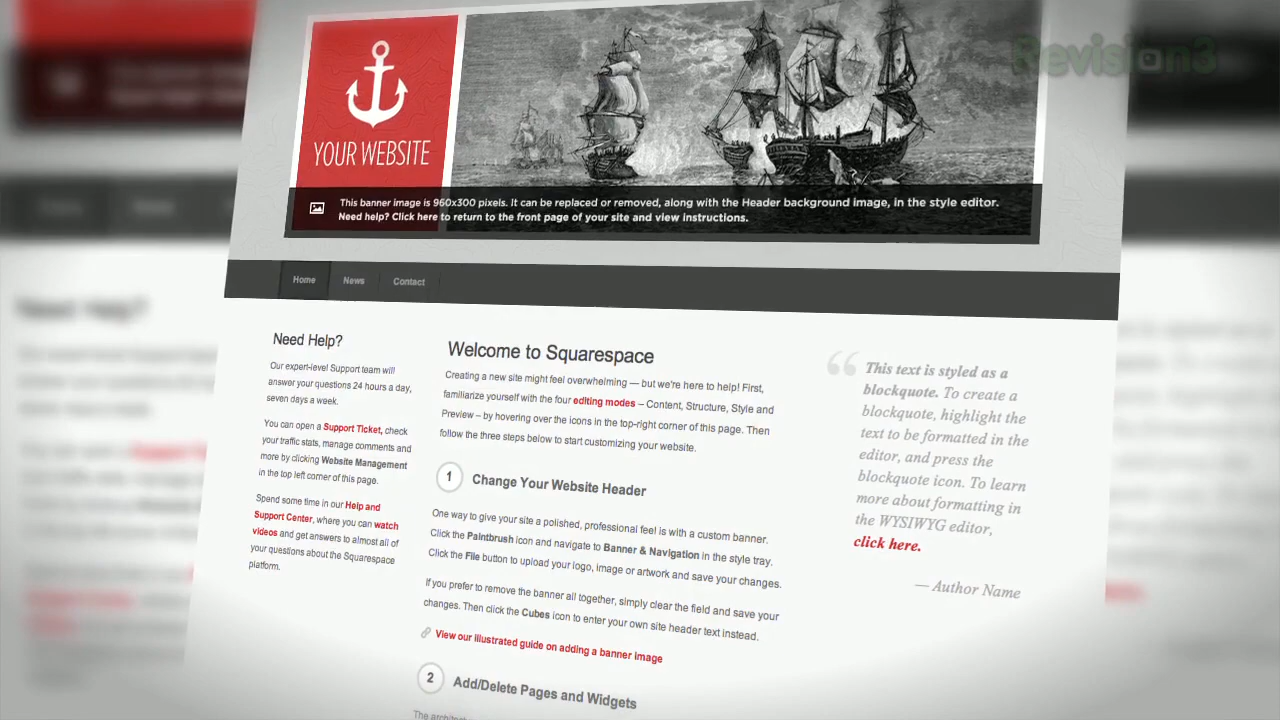 Revision3
YOUR WEBSITE
This banner image is 960x300 pixels. It can be replaced or removed, along with the Header background image, in the style editor.
Need help? Click here to return to the front page of your site and view instructions.
Home News Contact
Need Help?
Our expert-level Support team will
answer your questions 24 hours a day,
seven days a week.
You can open a Support Ticket, check
your traffic stats, manage comments and
more by clicking Website Management
in the top left corner of this page.
Spend some time in our Help and
Support Center, where you can watch
videos and get answers to almost all of
your questions about the Squarespace
platform.
Welcome to Squarespace
Creating a new site might feel overwhelming — but we're here to help! First,
familiarize yourself with the four editing modes – Content, Structure, Style and
Preview – by hovering over the icons in the top-right corner of this page. Then
follow the three steps below to start customizing your website.
1 Change Your Website Header
One way to give your site a polished, professional feel is with a custom banner.
Click the Paintbrush icon and navigate to Banner & Navigation in the style tray.
Click the File button to upload your logo, image or artwork and save your changes.
If you prefer to remove the banner all together, simply clear the field and save your
changes. Then click the Cubes icon to enter your own site header text instead.
View our illustrated guide on adding a banner image
2 Add/Delete Pages and Widgets
“ This text is styled as a
blockquote. To create a
blockquote, highlight the
text to be formatted in the
editor, and press the
blockquote icon. To learn
more about formatting in
the WYSIWYG editor,
click here.
— Author Name